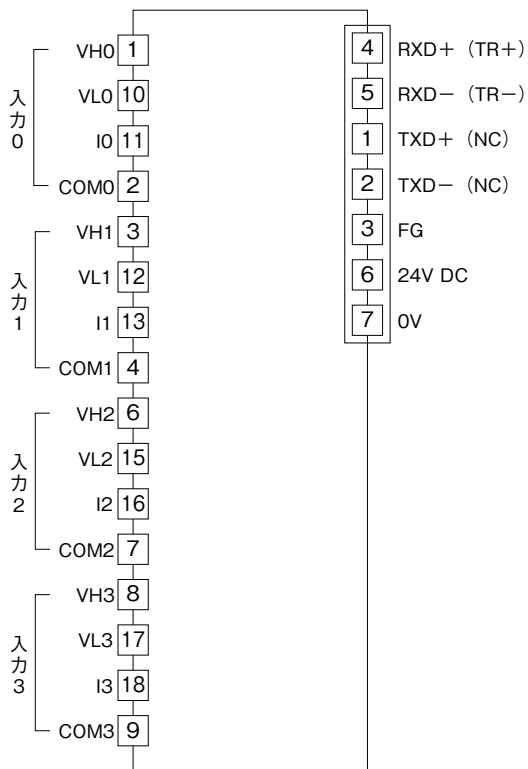 入力0
VH0 1
VL0 10
I0 11
COM0 2
入力1
VH1 3
VL1 12
I1 13
COM1 4
入力2
VH2 6
VL2 15
I2 16
COM2 7
入力3
VH3 8
VL3 17
I3 18
COM3 9
4 RXD＋（TR＋）
5 RXD－（TR－）
1 TXD＋（NC）
2 TXD－（NC）
3 FG
6 24V DC
7 0V